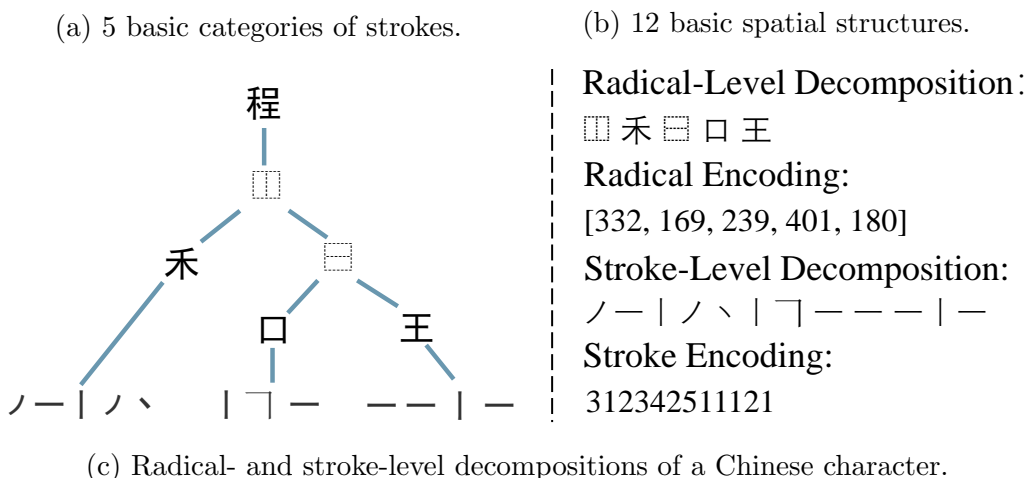 (a) 5 basic categories of strokes.
(b) 12 basic spatial structures.
程
⿰
禾 ⿱
口 王
ノ一丨ノ丶 丨𠃍一 一一丨一
Radical-Level Decomposition:
⿰ 禾 ⿱ 口 王
Radical Encoding:
[332, 169, 239, 401, 180]
Stroke-Level Decomposition:
ノ一丨ノ丶丨𠃍一一一丨一
Stroke Encoding:
312342511121
(c) Radical- and stroke-level decompositions of a Chinese character.